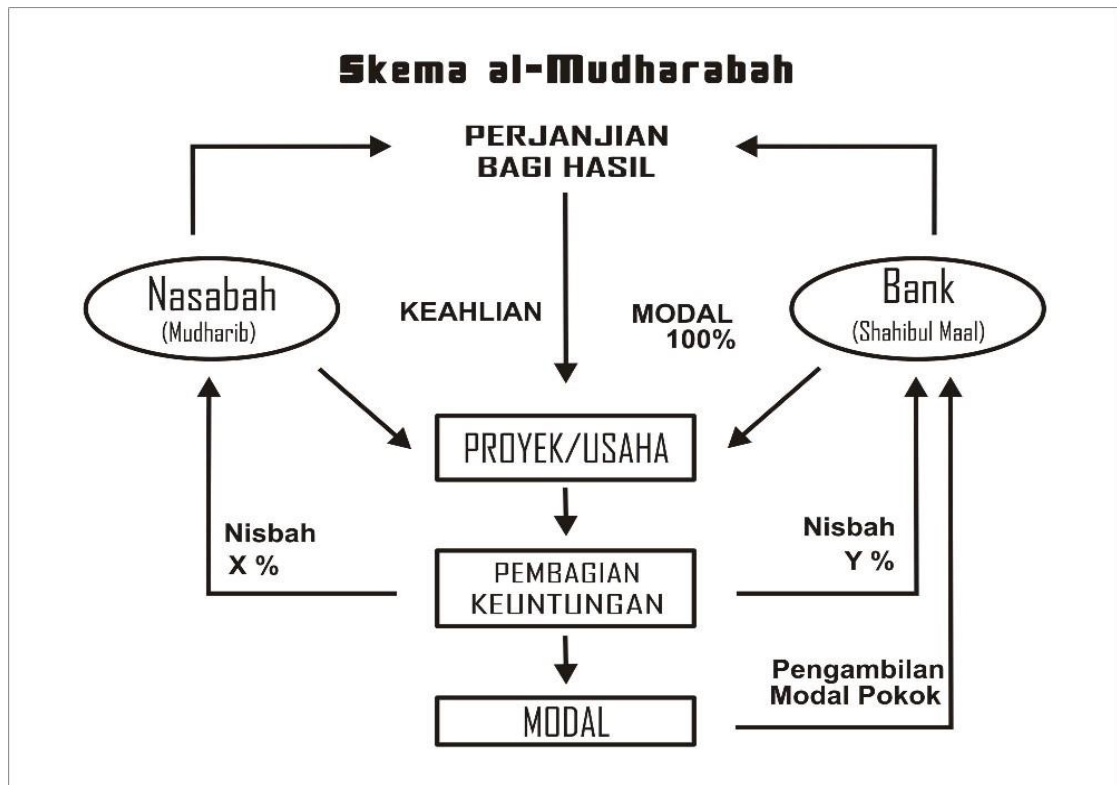 Skema al-Mudharabah
PERJANJIAN
BAGI HASIL
Nasabah
(Mudharib)
KEAHLIAN
MODAL
100%
Bank
(Shahibul Maal)
PROYEK/USAHA
Nisbah
X %
Nisbah
Y %
PEMBAGIAN
KEUNTUNGAN
Pengambilan
Modal Pokok
MODAL